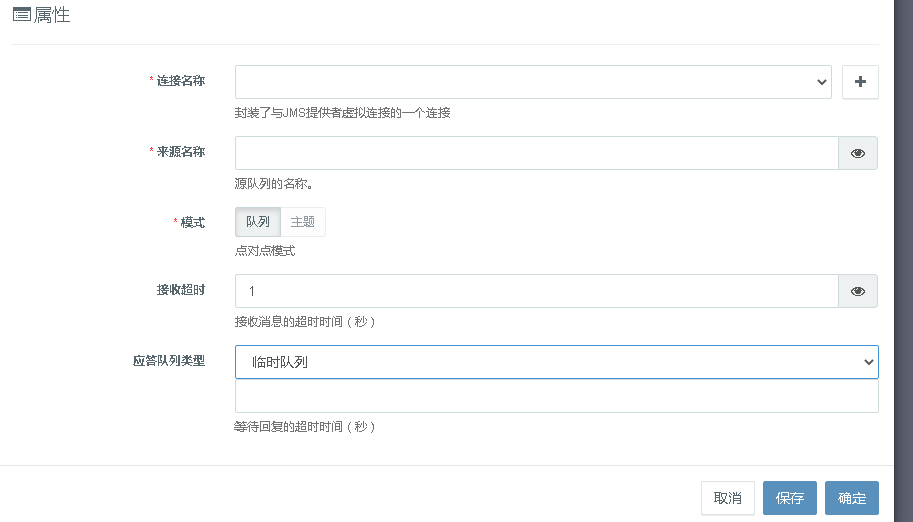 属性
* 连接名称
封装了与JMS提供者虚拟连接的一个连接
* 来源名称
源队列的名称。
* 模式 队列 主题
点对点模式
接收超时 1
接收消息的超时时间（秒）
应答队列类型 临时队列
等待回复的超时时间（秒）
取消 保存 确定